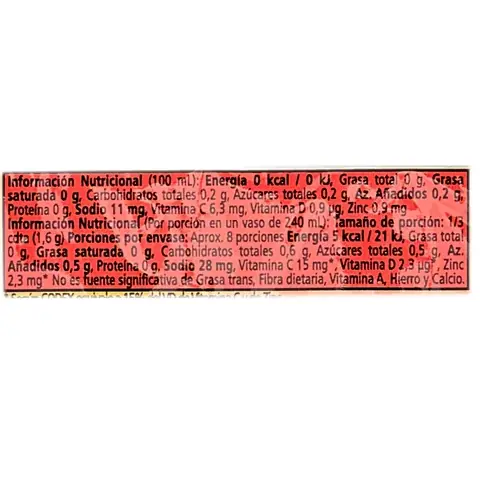 Información Nutricional (100 mL): Energía 0 kcal / 0 kJ, Grasa total 0 g, Grasa
saturada 0 g, Carbohidratos totales 0,2 g, Azúcares totales 0,2 g, Az. Añadidos 0,2 g,
Proteína 0 g, Sodio 11 mg, Vitamina C 6,3 mg, Vitamina D 0,9 µg, Zinc 0,9 mg
Información Nutricional (Por porción en un vaso de 240 mL): Tamaño de porción: 1/3
cdta (1,6 g) Porciones por envase: Aprox. 8 porciones Energía 5 kcal / 21 kJ, Grasa total
0 g, Grasa saturada 0 g, Carbohidratos totales 0,6 g, Azúcares totales 0,5 g, Az.
Añadidos 0,5 g, Proteína 0 g, Sodio 28 mg, Vitamina C 15 mg*, Vitamina D 2,3 µg*, Zinc
2,3 mg* No es fuente significativa de Grasa trans, Fibra dietaria, Vitamina A, Hierro y Calcio.